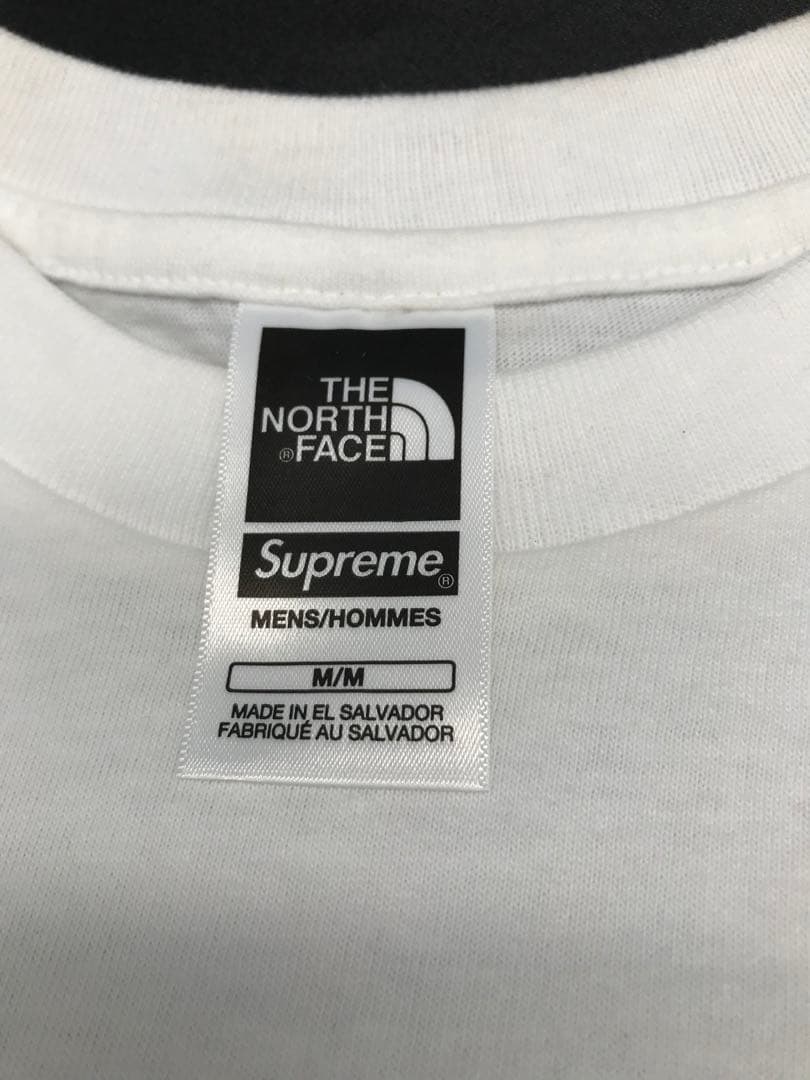 THE
NORTH
®FACE
Supreme®
MENS/HOMMES
M/M
MADE IN EL SALVADOR
FABRIQUÉ AU SALVADOR